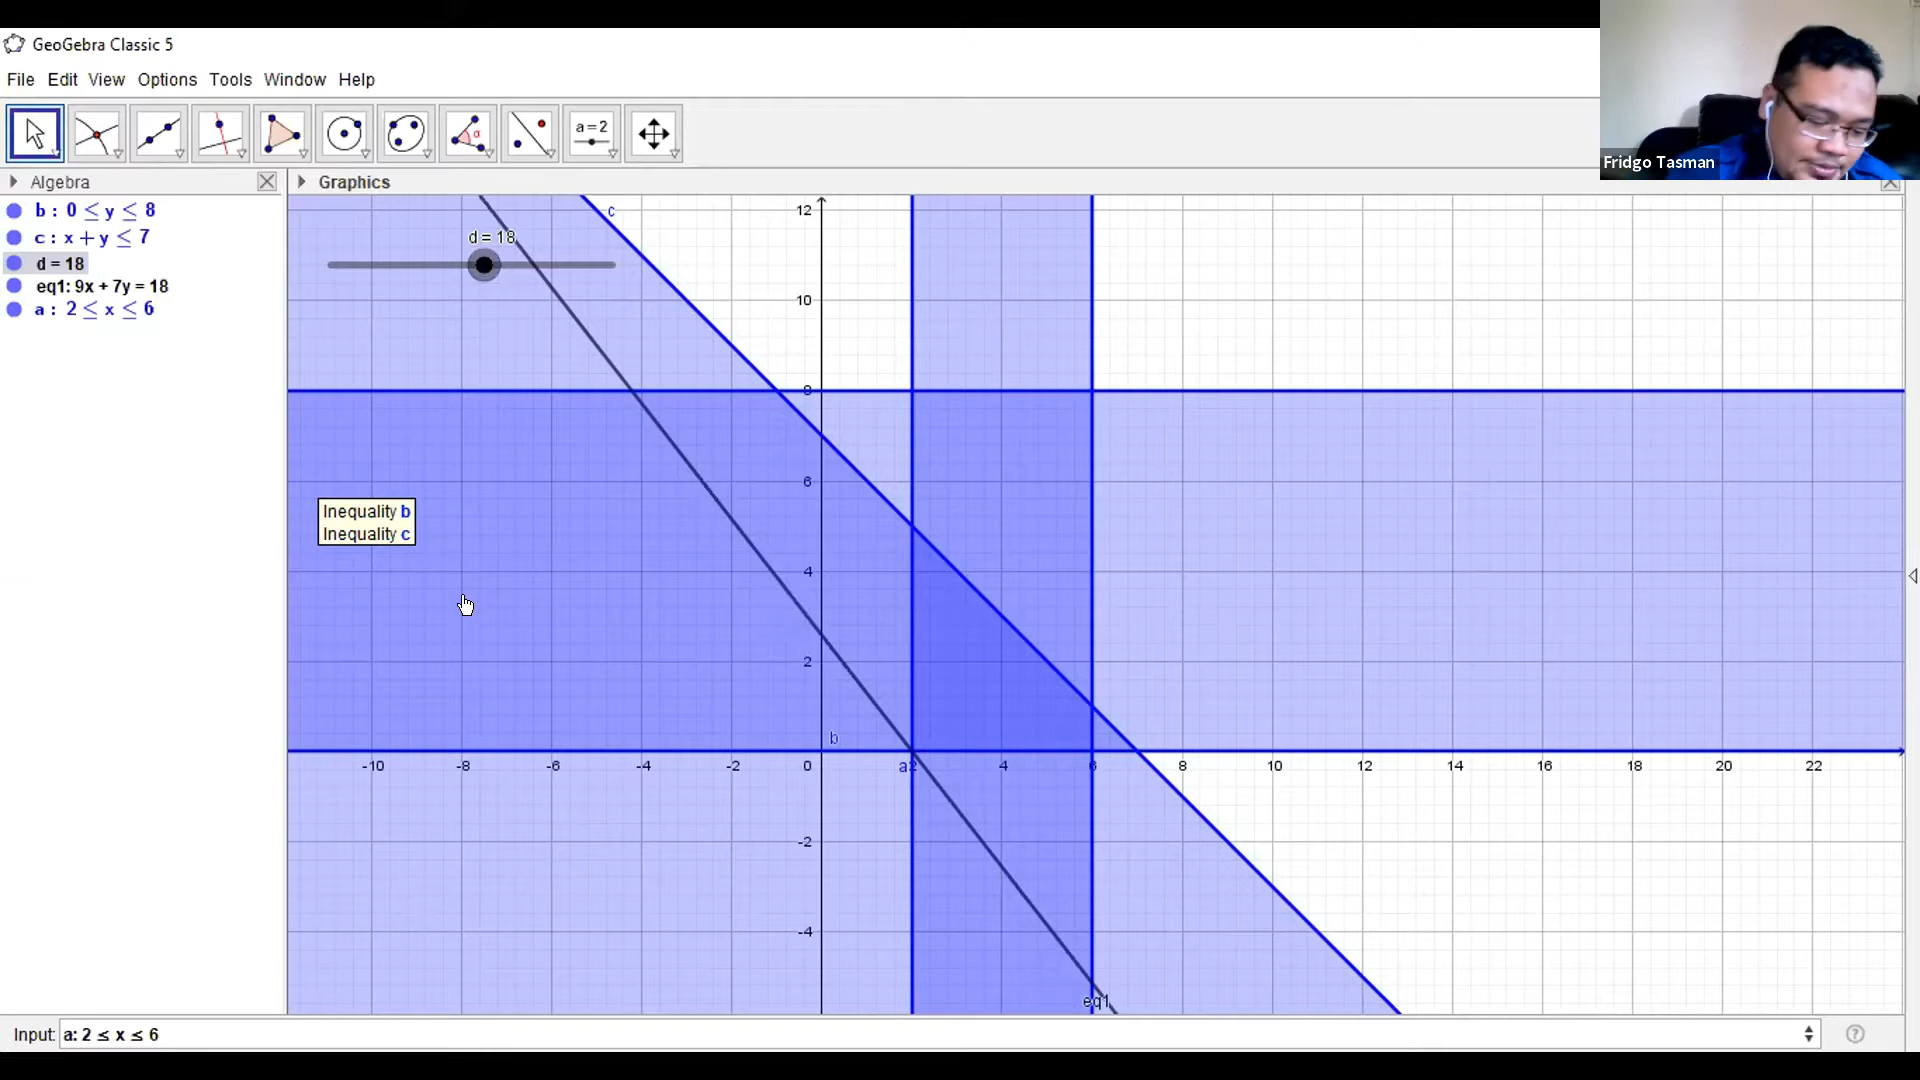 GeoGebra Classic 5
File Edit View Options Tools Window Help
α
a=2
Fridgo Tasman
Algebra
Graphics
b : 0 ≤ y ≤ 8
c : x + y ≤ 7
d = 18
eq1: 9x + 7y = 18
a : 2 ≤ x ≤ 6
c
d = 18
12
10
8
6
4
2
Inequality b
Inequality c
b
-10 -8 -6 -4 -2 0 a 2 4 6 8 10 12 14 16 18 20 22
-2
-4
eq1
Input: a: 2 ≤ x ≤ 6
?